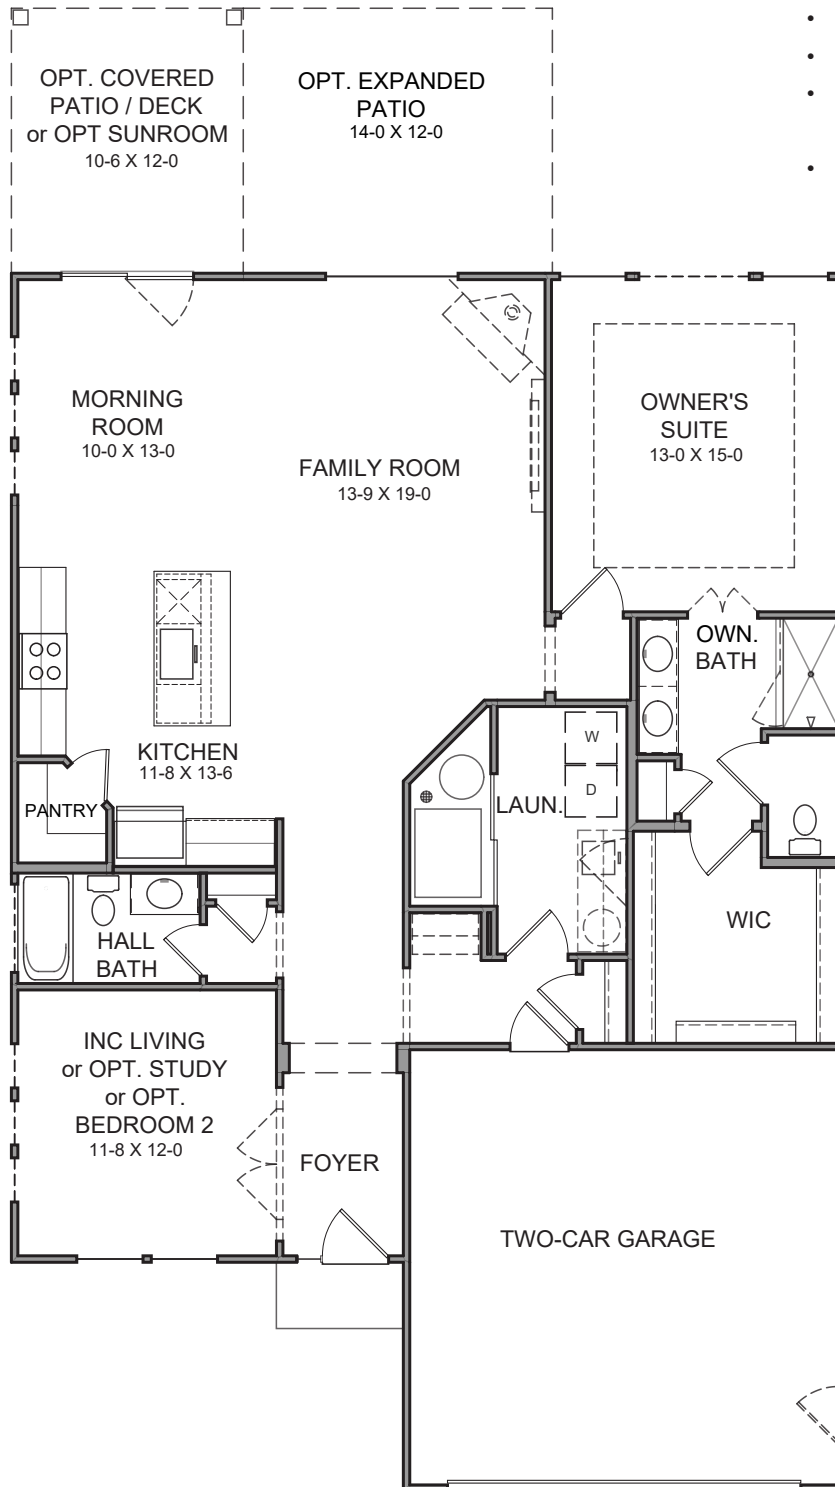 OPT. COVERED
PATIO / DECK
or OPT SUNROOM
10-6 X 12-0
OPT. EXPANDED
PATIO
14-0 X 12-0
MORNING
ROOM
10-0 X 13-0
FAMILY ROOM
13-9 X 19-0
OWNER'S
SUITE
13-0 X 15-0
OWN.
BATH
KITCHEN
11-8 X 13-6
PANTRY
W
D
LAUN.
HALL
BATH
WIC
INC LIVING
or OPT. STUDY
or OPT.
BEDROOM 2
11-8 X 12-0
FOYER
TWO-CAR GARAGE